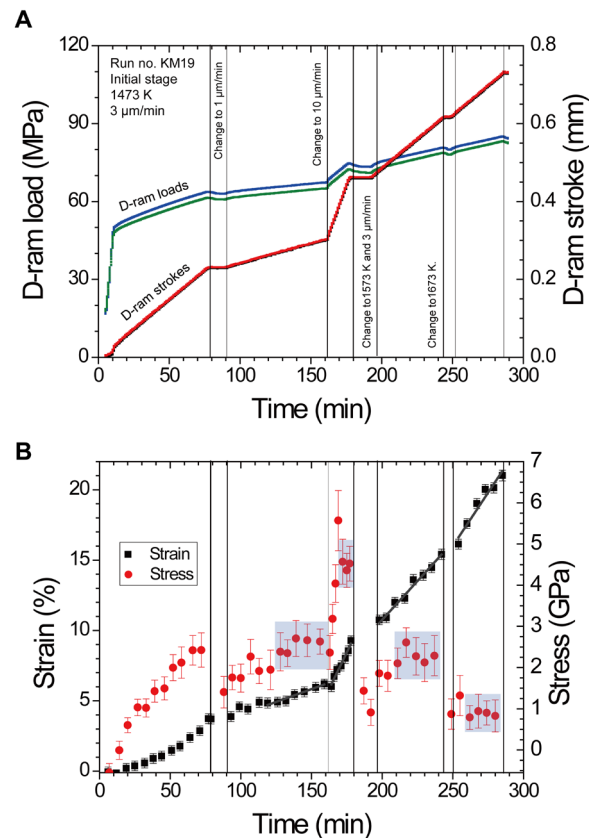 A
Run no. KM19
Initial stage
1473 K
3 µm/min
Change to 1 µm/min
Change to 10 µm/min
Change to1573 K and 3 µm/min
Change to1673 K.
D-ram loads
D-ram strokes
D-ram load (MPa)
120
90
60
30
0
D-ram stroke (mm)
0.8
0.6
0.4
0.2
0.0
0 50 100 150 200 250 300
Time (min)
B
Strain
Stress
Strain (%)
20
15
10
5
0
Stress (GPa)
7
6
5
4
3
2
1
0
0 50 100 150 200 250 300
Time (min)